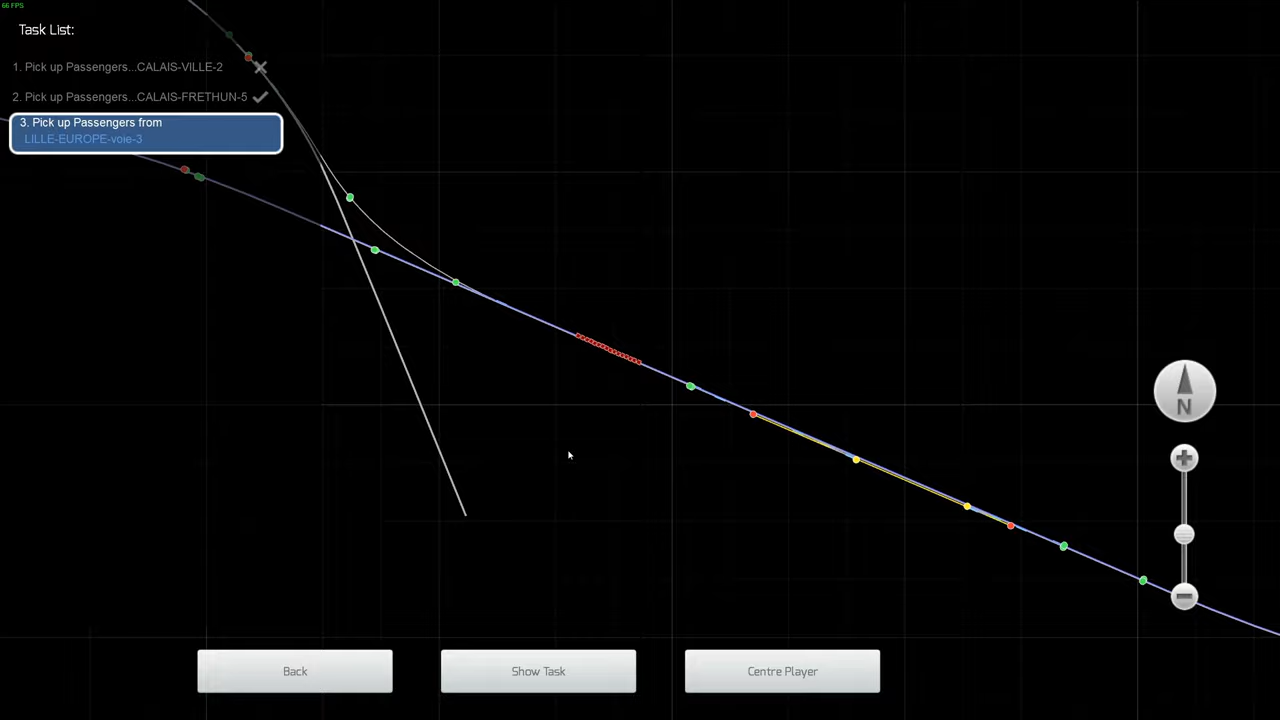 66 FPS
Task List:
1. Pick up Passengers...CALAIS-VILLE-2
2. Pick up Passengers...CALAIS-FRETHUN-5
3. Pick up Passengers from
LILLE-EUROPE-voie-3
N
Back
Show Task
Centre Player